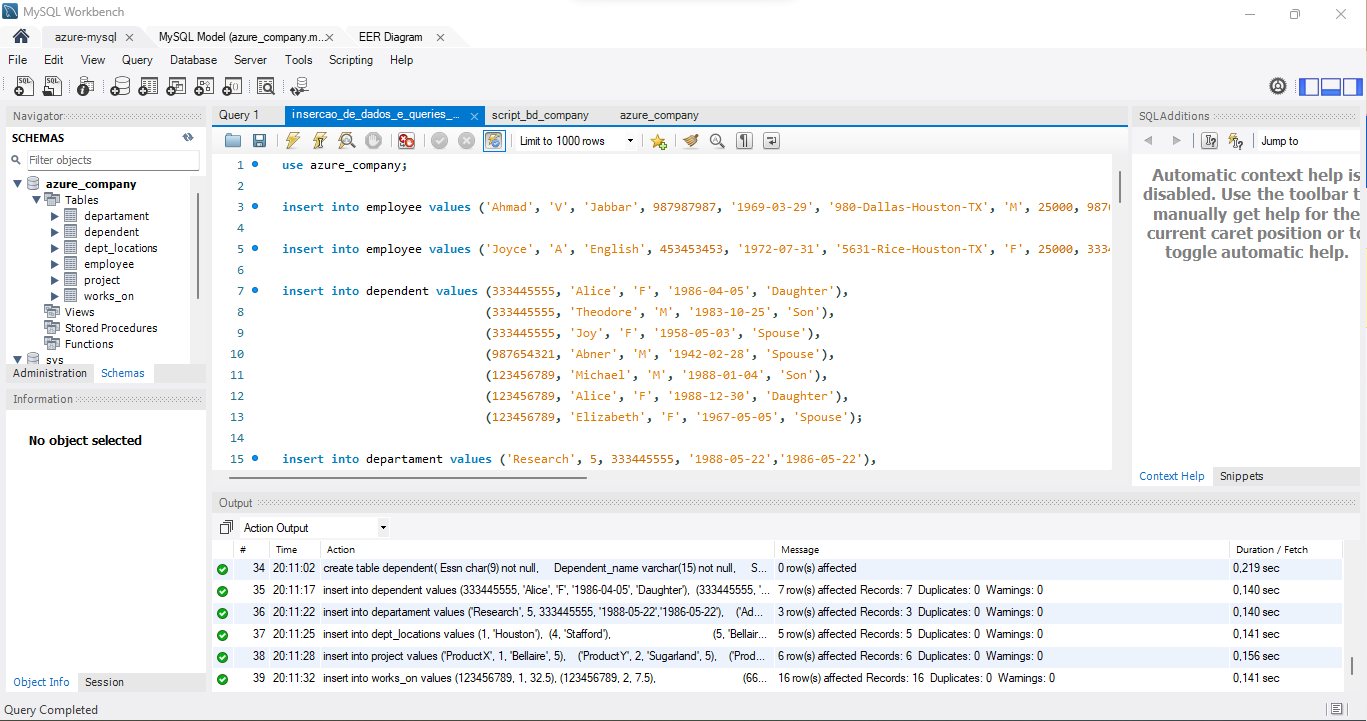 MySQL Workbench
azure-mysql
MySQL Model (azure_company.m...
EER Diagram
File Edit View Query Database Server Tools Scripting Help
Navigator
SCHEMAS
Filter objects
azure_company
Tables
departament
dependent
dept_locations
employee
project
works_on
Views
Stored Procedures
Functions
sys
Administration Schemas
Information
No object selected
Object Info Session
Query 1 insercao_de_dados_e_queries_... script_bd_company azure_company
Limit to 1000 rows
1 use azure_company;
2
3 insert into employee values ('Ahmad', 'V', 'Jabbar', 987987987, '1969-03-29', '980-Dallas-Houston-TX', 'M', 25000, 987
4
5 insert into employee values ('Joyce', 'A', 'English', 453453453, '1972-07-31', '5631-Rice-Houston-TX', 'F', 25000, 3334
6
7 insert into dependent values (333445555, 'Alice', 'F', '1986-04-05', 'Daughter'),
8 (333445555, 'Theodore', 'M', '1983-10-25', 'Son'),
9 (333445555, 'Joy', 'F', '1958-05-03', 'Spouse'),
10 (987654321, 'Abner', 'M', '1942-02-28', 'Spouse'),
11 (123456789, 'Michael', 'M', '1988-01-04', 'Son'),
12 (123456789, 'Alice', 'F', '1988-12-30', 'Daughter'),
13 (123456789, 'Elizabeth', 'F', '1967-05-05', 'Spouse');
14
15 insert into departament values ('Research', 5, 333445555, '1988-05-22','1986-05-22'),
SQLAdditions
Jump to
Automatic context help is
disabled. Use the toolbar t
manually get help for the
current caret position or to
toggle automatic help.
Context Help Snippets
Output
Action Output
# Time Action Message Duration / Fetch
34 20:11:02 create table dependent( Essn char(9) not null, Dependent_name varchar(15) not null, S... 0 row(s) affected 0,219 sec
35 20:11:17 insert into dependent values (333445555, 'Alice', 'F', '1986-04-05', 'Daughter'), (333445555, '... 7 row(s) affected Records: 7 Duplicates: 0 Warnings: 0 0,140 sec
36 20:11:22 insert into departament values ('Research', 5, 333445555, '1988-05-22','1986-05-22'), ('Ad... 3 row(s) affected Records: 3 Duplicates: 0 Warnings: 0 0,140 sec
37 20:11:25 insert into dept_locations values (1, 'Houston'), (4, 'Stafford'), (5, 'Bellair... 5 row(s) affected Records: 5 Duplicates: 0 Warnings: 0 0,141 sec
38 20:11:28 insert into project values ('ProductX', 1, 'Bellaire', 5), ('ProductY', 2, 'Sugarland', 5), ('Prod... 6 row(s) affected Records: 6 Duplicates: 0 Warnings: 0 0,156 sec
39 20:11:32 insert into works_on values (123456789, 1, 32.5), (123456789, 2, 7.5), (66... 16 row(s) affected Records: 16 Duplicates: 0 Warnings: 0 0,141 sec
Query Completed